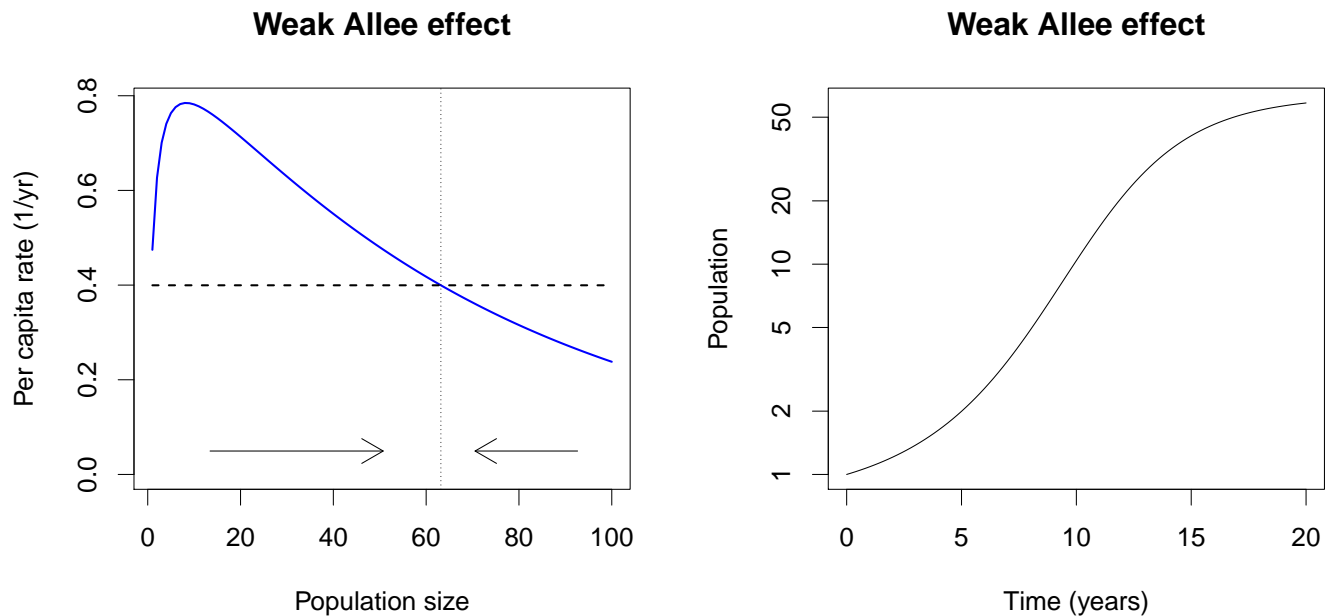 Weak Allee effect
Per capita rate (1/yr)
0.8
0.6
0.4
0.2
0.0
0 20 40 60 80 100
Population size
Weak Allee effect
Population
50
20
10
5
2
1
0 5 10 15 20
Time (years)